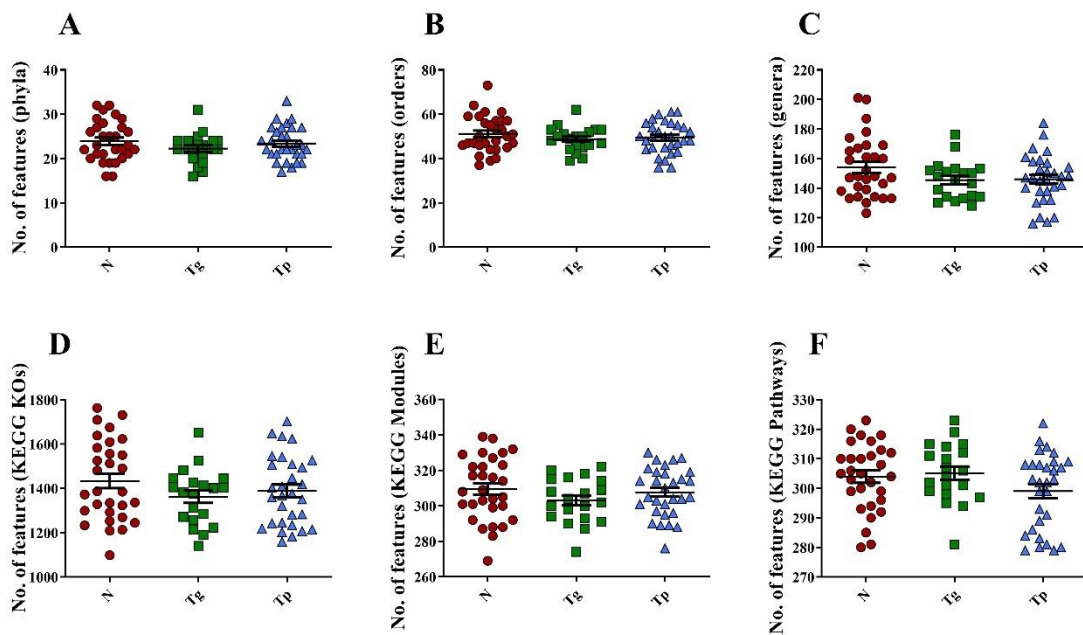 A
B
C
No. of features (phyla)
40
30
20
10
0
N
Tg
Tp
No. of features (orders)
80
60
40
20
0
N
Tg
Tp
No. of features (genera)
220
200
180
160
140
120
100
N
Tg
Tp
D
E
F
No. of features (KEGG KOs)
1800
1600
1400
1200
1000
N
Tg
Tp
No. of features (KEGG Modules)
360
340
320
300
280
260
N
Tg
Tp
No. of features (KEGG Pathways)
330
320
310
300
290
280
270
N
Tg
Tp